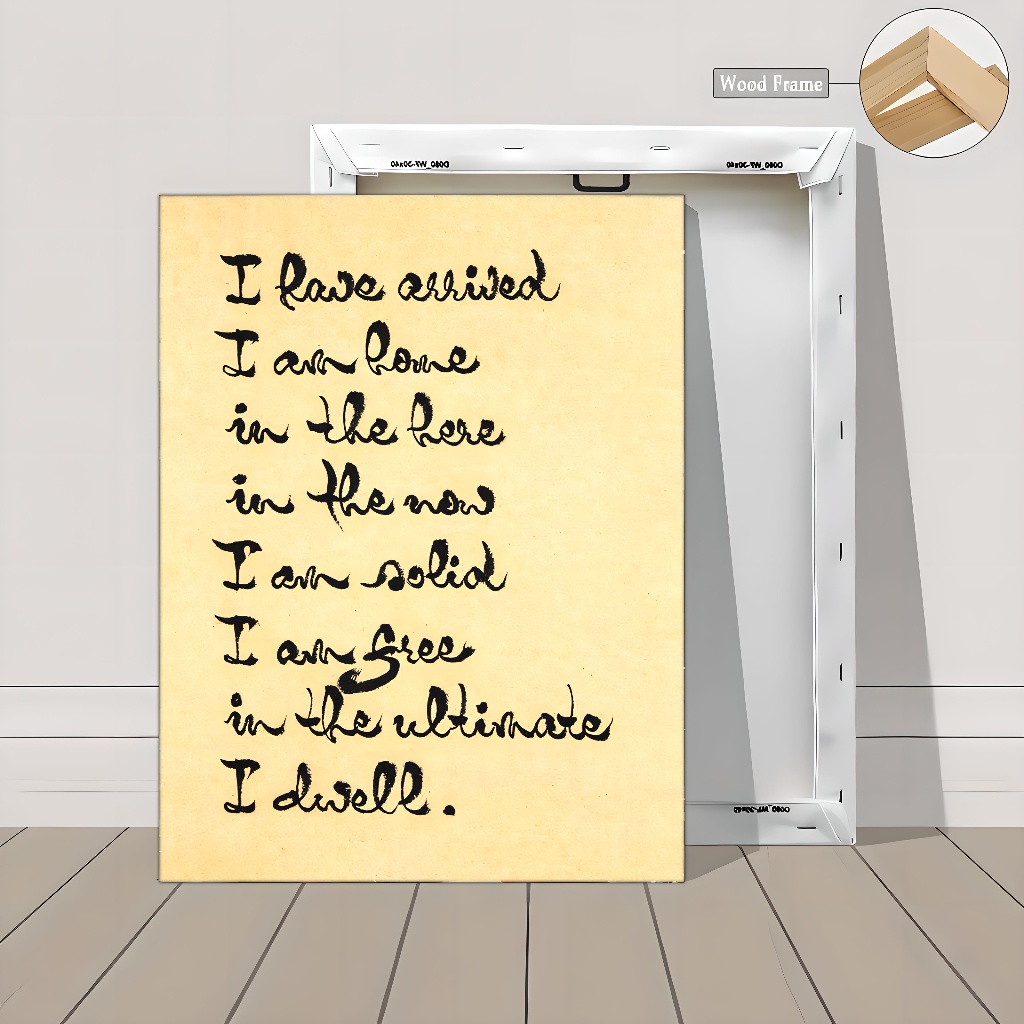 Wood Frame
I have arrived
I am home
in the here
in the now
I am solid
I am free
in the ultimate
I dwell.